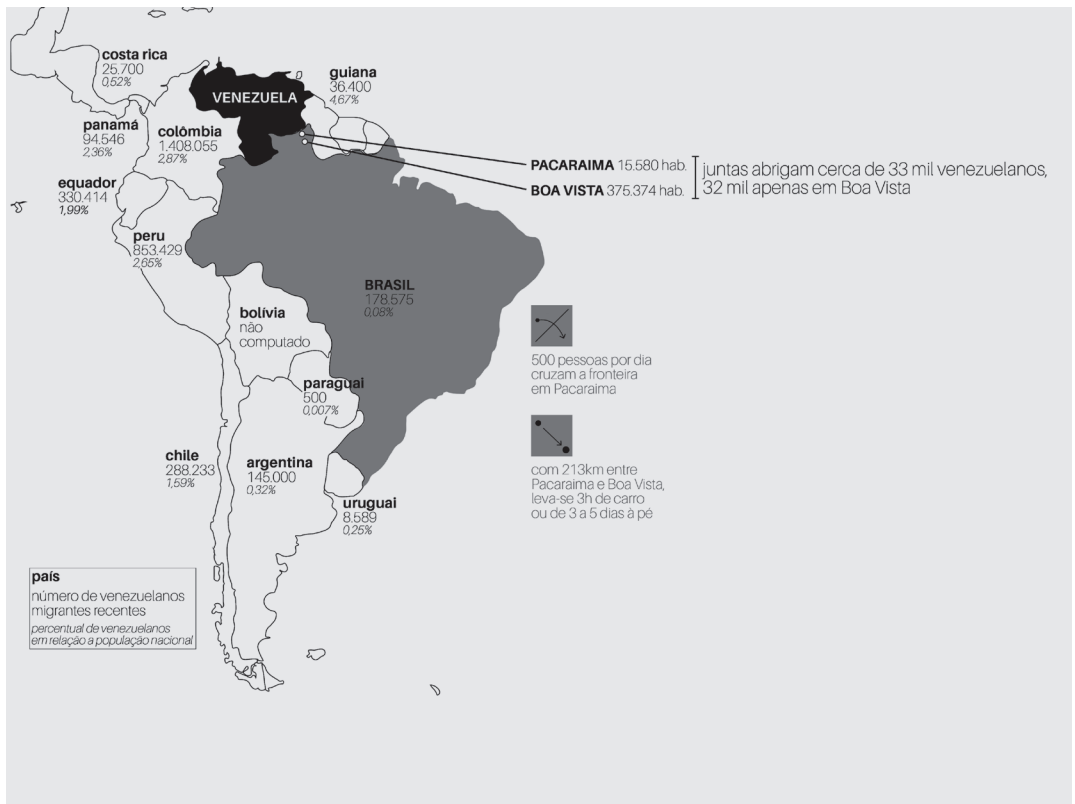 costa rica
25.700
0,52%
guiana
36.400
4,67%
VENEZUELA
panamá
94.546
2,36%
colômbia
1.408.055
2,87%
PACARAIMA 15.580 hab.
BOA VISTA 375.374 hab.
juntas abrigam cerca de 33 mil venezuelanos,
32 mil apenas em Boa Vista
equador
330.414
1,99%
peru
853.429
2,65%
BRASIL
178.575
0,08%
bolívia
não
computado
500 pessoas por dia
cruzam a fronteira
em Pacaraima
paraguai
500
0,007%
chile
288.233
1,59%
argentina
145.000
0,32%
com 213km entre
Pacaraima e Boa Vista,
leva-se 3h de carro
ou de 3 a 5 dias à pé
uruguai
8.589
0,25%
país
número de venezuelanos
migrantes recentes
percentual de venezuelanos
em relação a população nacional